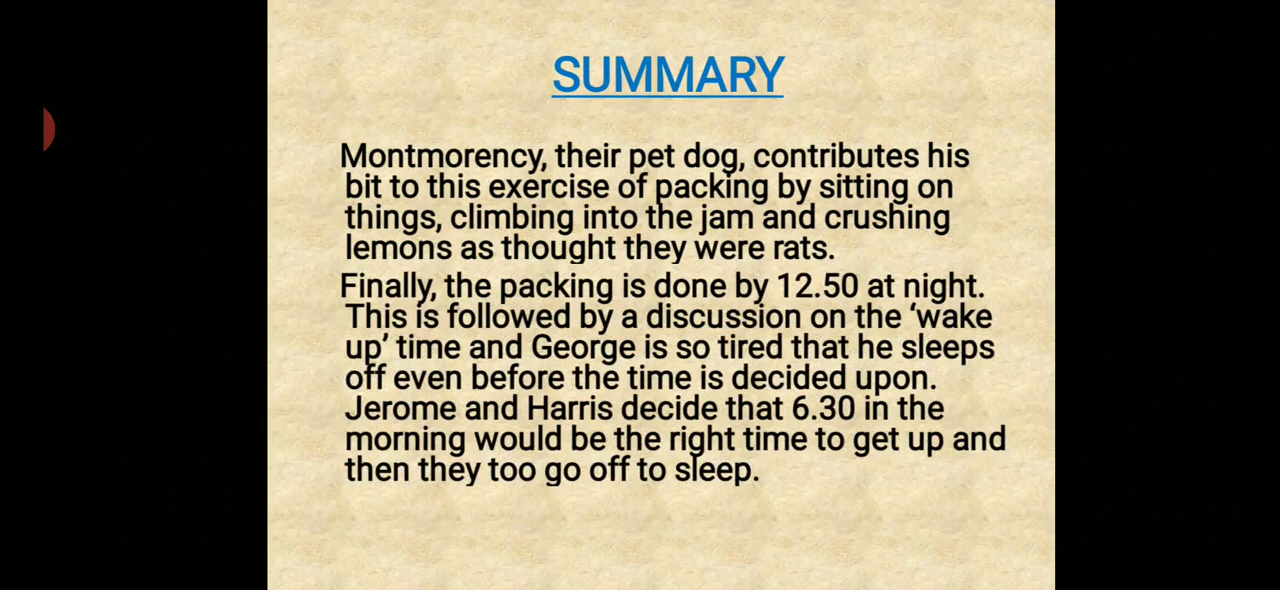 SUMMARY
Montmorency, their pet dog, contributes his
bit to this exercise of packing by sitting on
things, climbing into the jam and crushing
lemons as thought they were rats.
Finally, the packing is done by 12.50 at night.
This is followed by a discussion on the ‘wake
up’ time and George is so tired that he sleeps
off even before the time is decided upon.
Jerome and Harris decide that 6.30 in the
morning would be the right time to get up and
then they too go off to sleep.